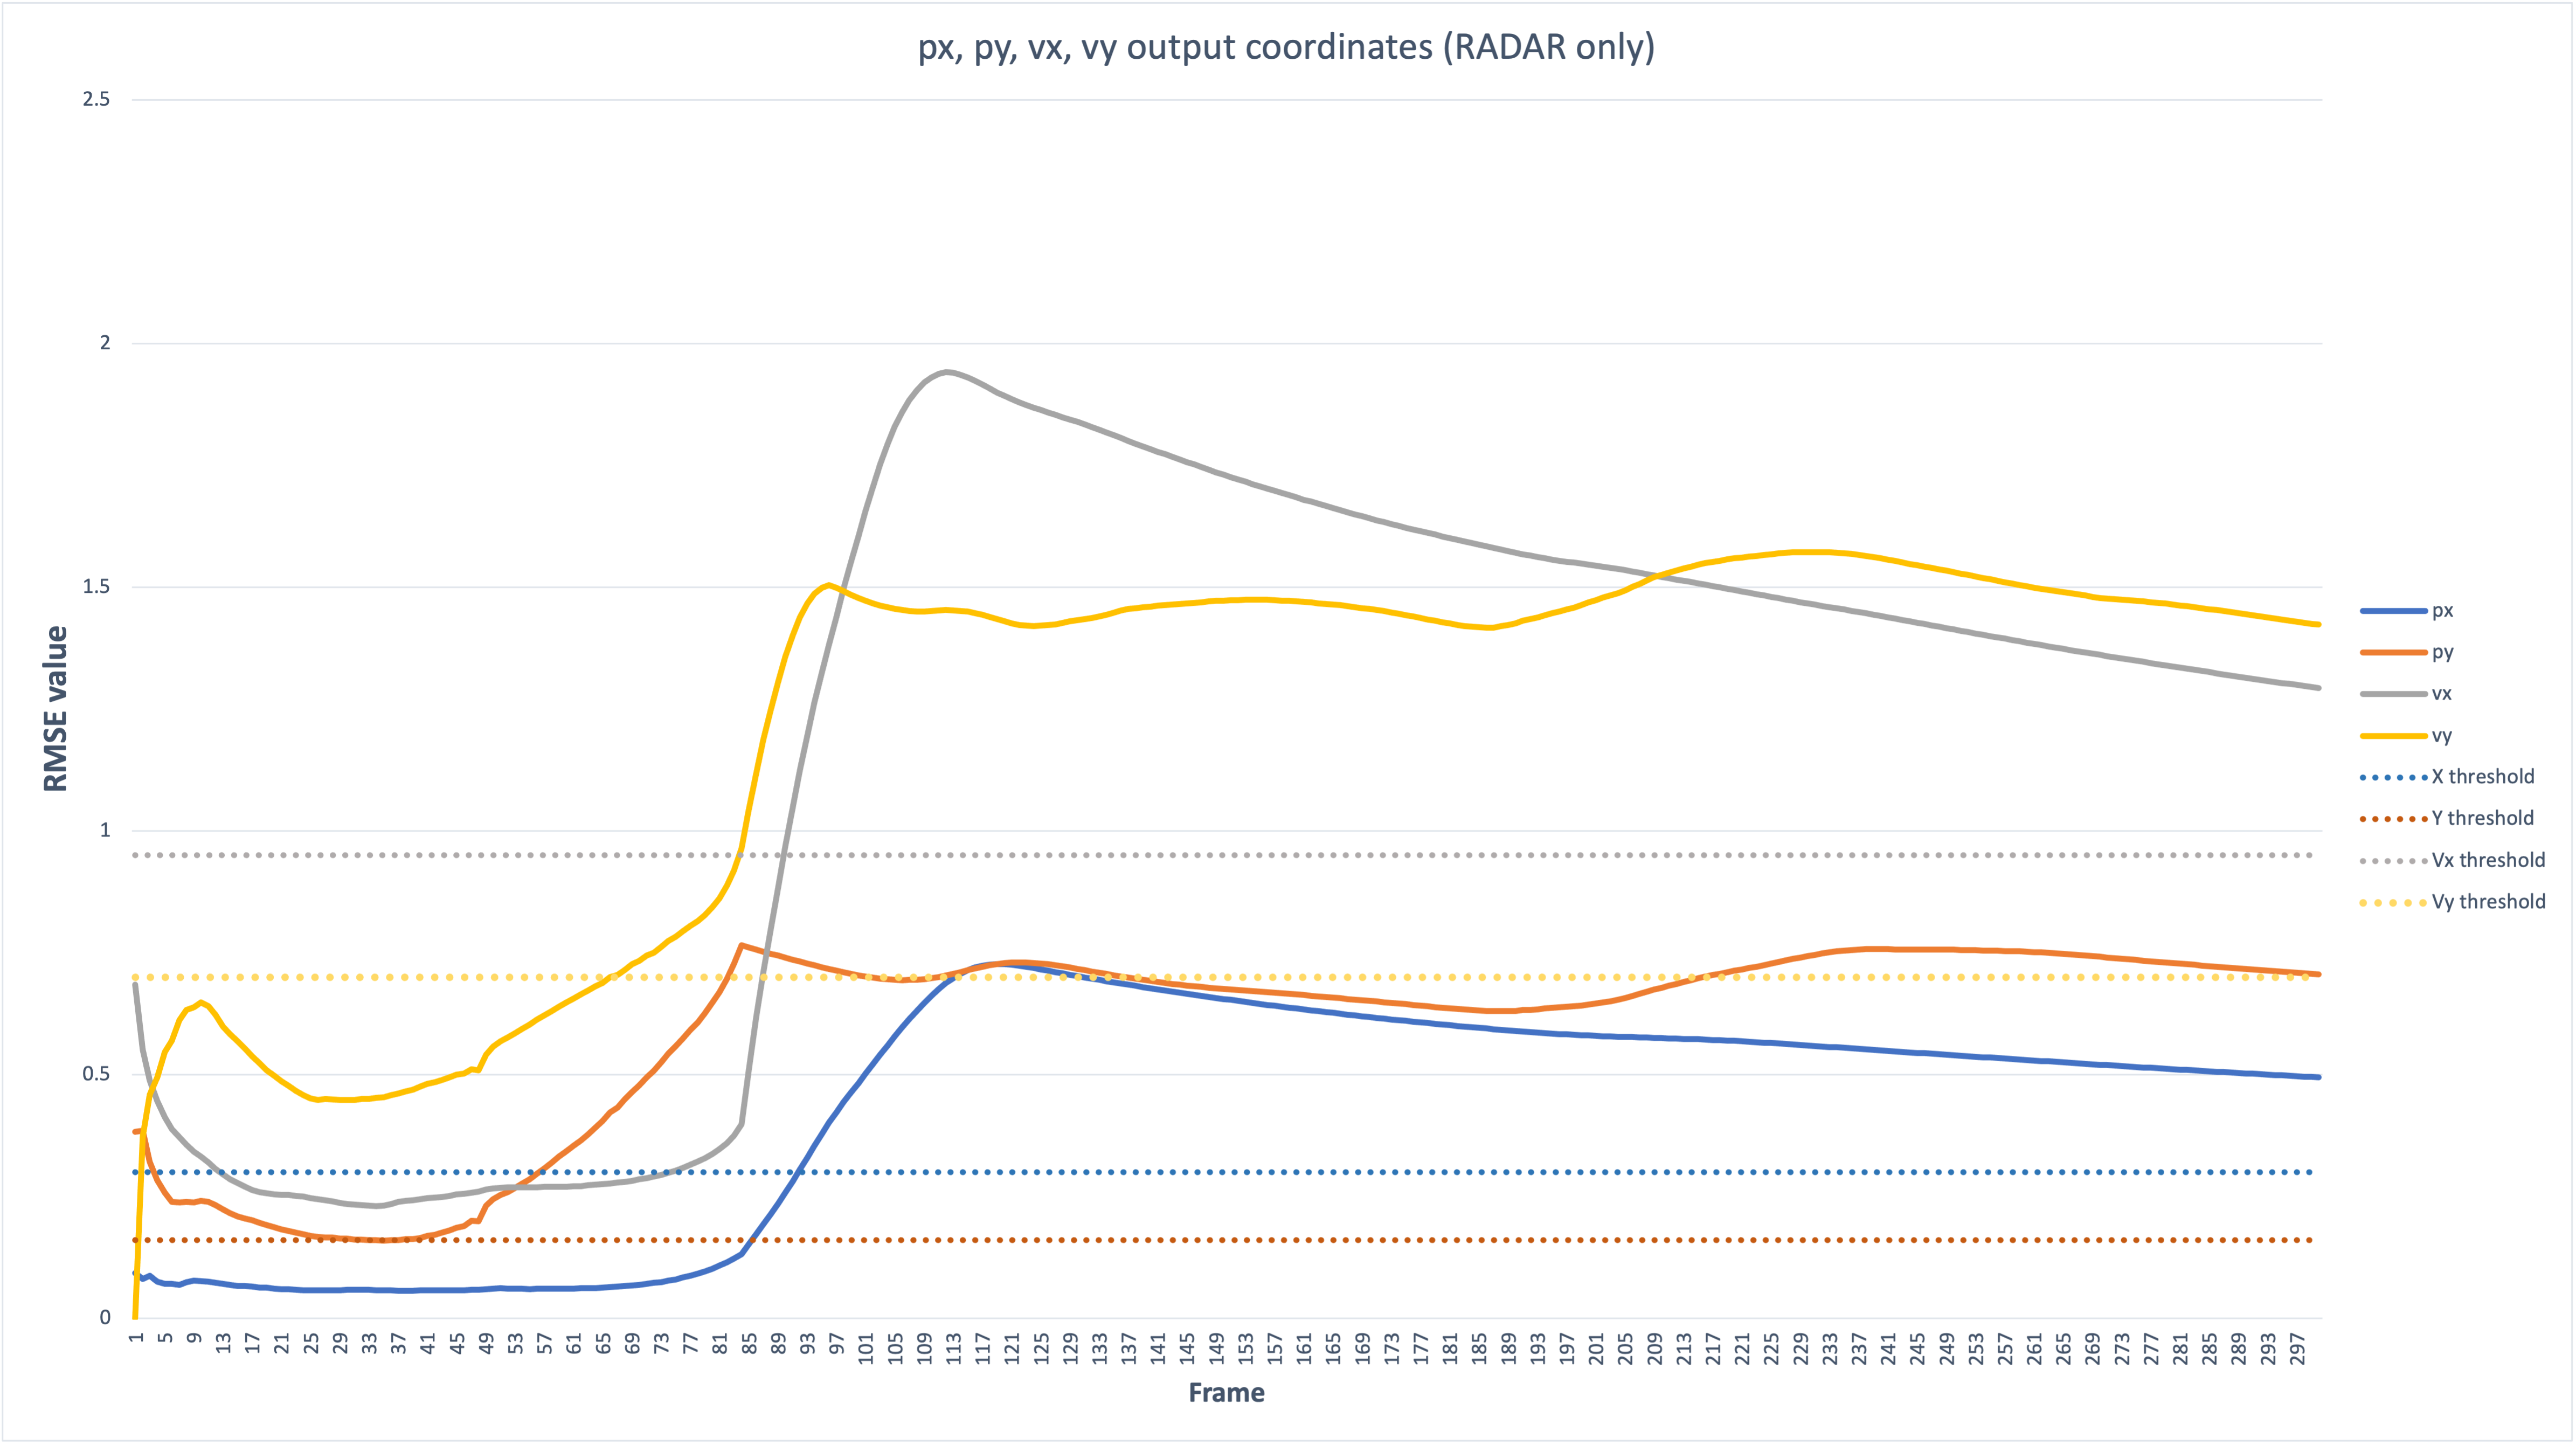 px, py, vx, vy output coordinates (RADAR only)
2.5
2
1.5
1
0.5
0
RMSE value
1 5 9 13 17 21 25 29 33 37 41 45 49 53 57 61 65 69 73 77 81 85 89 93 97 101 105 109 113 117 121 125 129 133 137 141 145 149 153 157 161 165 169 173 177 181 185 189 193 197 201 205 209 213 217 221 225 229 233 237 241 245 249 253 257 261 265 269 273 277 281 285 289 293 297
Frame
px
py
vx
vy
X threshold
Y threshold
Vx threshold
Vy threshold